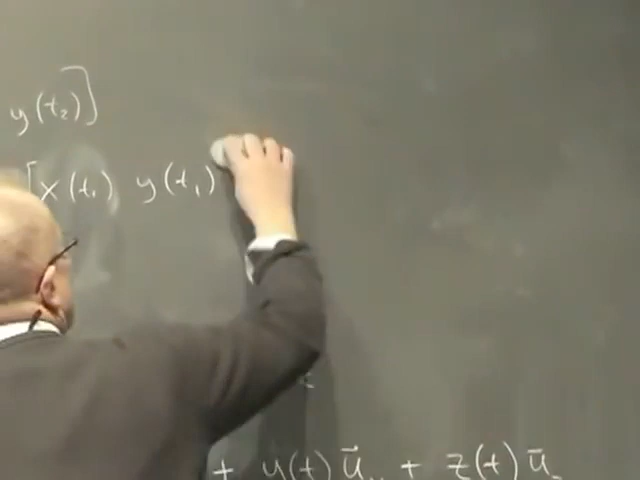 y(t₂)]
[x(t₁) y(t₁)
+ y(t) ū + z(t) ū